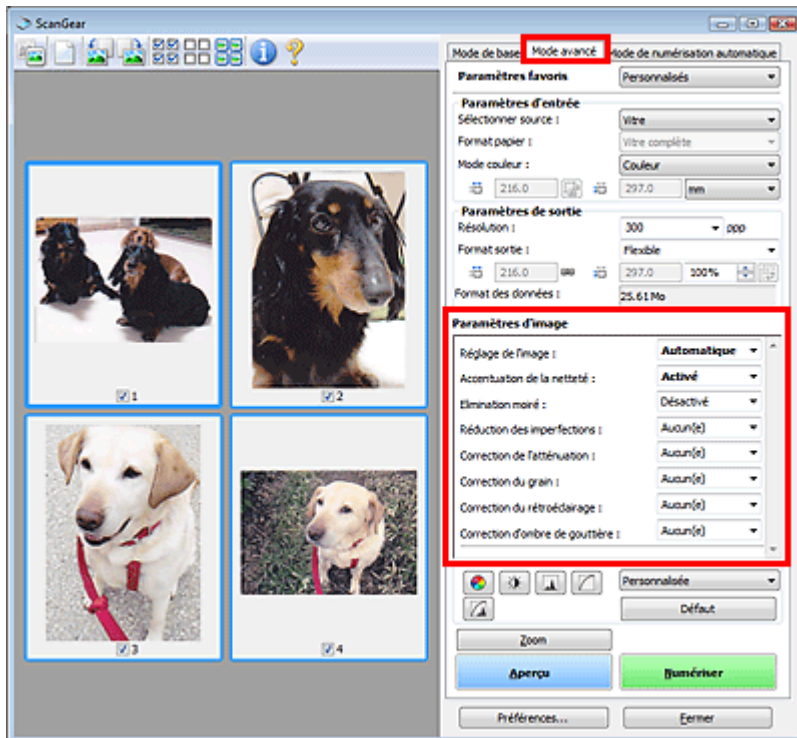 ScanGear
Mode de base Mode avancé Mode de numérisation automatique
Paramètres favoris Personnalisés
Paramètres d'entrée
Sélectionner source : Vitre
Format papier : Vitre complète
Mode couleur : Couleur
216.0 297.0 mm
Paramètres de sortie
Résolution : 300 ppp
Format sortie : Flexible
216.0 297.0 100%
Format des données : 25.61 Mo
Paramètres d'image
Réglage de l'image : Automatique
Accentuation de la netteté : Activé
Elimination moiré : Désactivé
Réduction des imperfections : Aucun(e)
Correction de l'atténuation : Aucun(e)
Correction du grain : Aucun(e)
Correction du rétroéclairage : Aucun(e)
Correction d'ombre de gouttière : Aucun(e)
Personnalisée
Défaut
Zoom
Aperçu Numériser
Préférences... Fermer
1 2
3 4